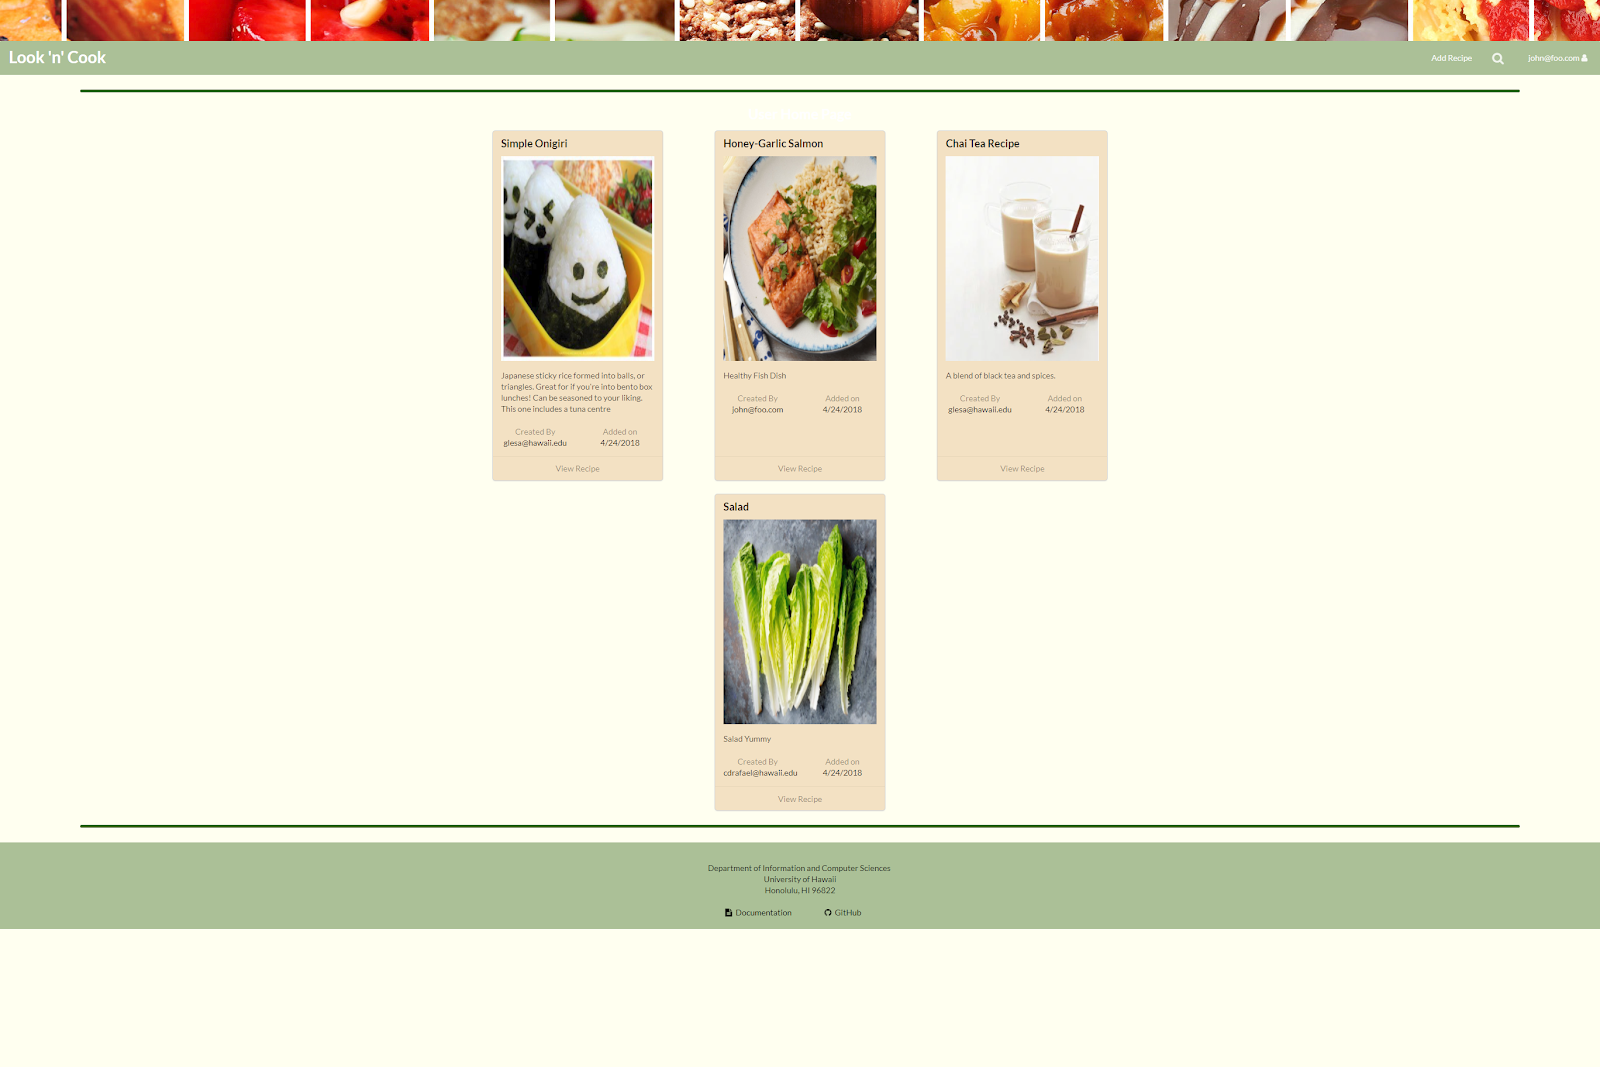 Look 'n' Cook
Add Recipe
john@foo.com
Simple Onigiri
Honey-Garlic Salmon
Chai Tea Recipe
Japanese sticky rice formed into balls, or
triangles. Great for if you're into bento box
lunches! Can be seasoned to your liking.
This one includes a tuna centre
Created By
Added on
glesa@hawaii.edu
4/24/2018
View Recipe
Healthy Fish Dish
Created By
Added on
john@foo.com
4/24/2018
View Recipe
A blend of black tea and spices.
Created By
Added on
glesa@hawaii.edu
4/24/2018
View Recipe
Salad
Salad Yummy
Created By
Added on
cdrafael@hawaii.edu
4/24/2018
View Recipe
Department of Information and Computer Sciences
University of Hawaii
Honolulu, HI 96822
Documentation
GitHub